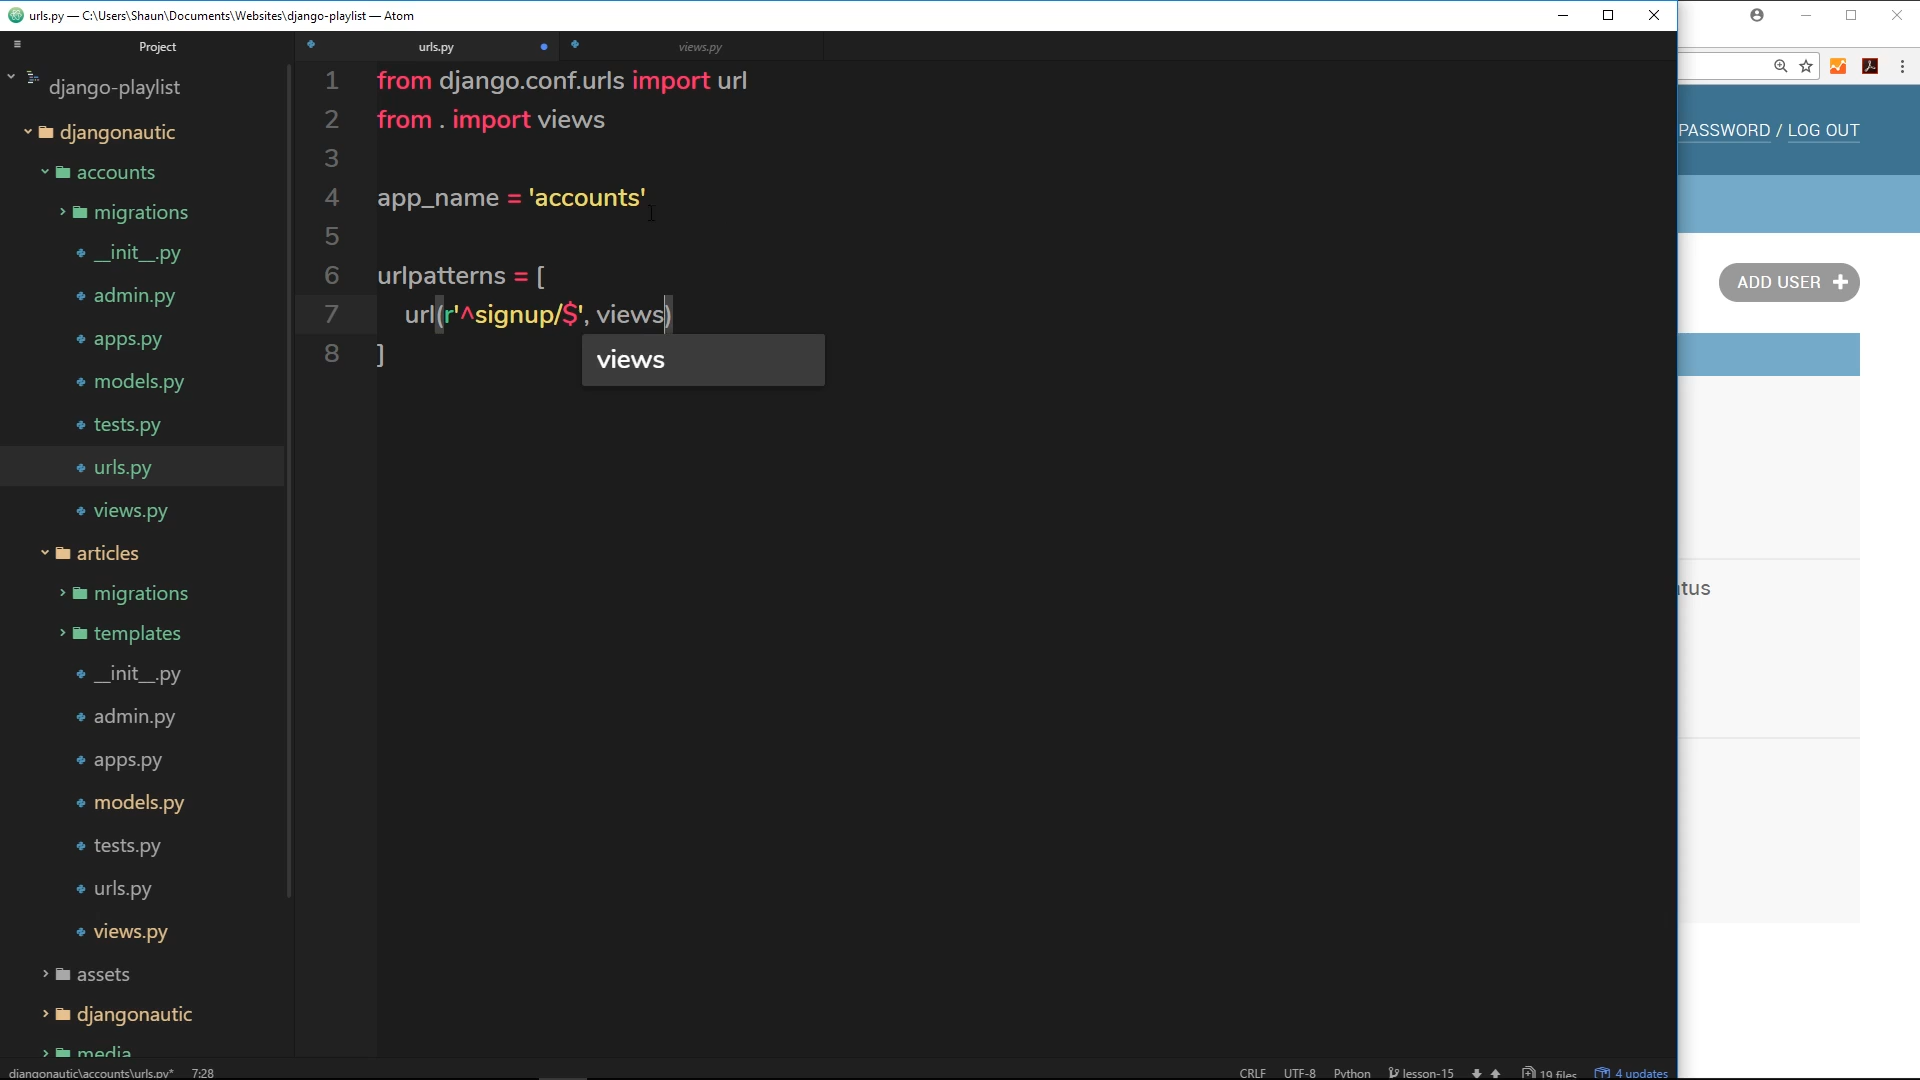 urls.py — C:\Users\Shaun\Documents\Websites\django-playlist — Atom
Project
urls.py
views.py
django-playlist
djangonautic
accounts
migrations
__init__.py
admin.py
apps.py
models.py
tests.py
urls.py
views.py
articles
migrations
templates
__init__.py
admin.py
apps.py
models.py
tests.py
urls.py
views.py
assets
djangonautic
media
1 from django.conf.urls import url
2 from . import views
3
4 app_name = 'accounts'
5
6 urlpatterns = [
7 url(r'^signup/$', views)
8 ]
views
PASSWORD / LOG OUT
ADD USER
tus
djangonautic\accounts\urls.py* 7:28
CRLF UTF-8 Python lesson-15 19 files 4 updates